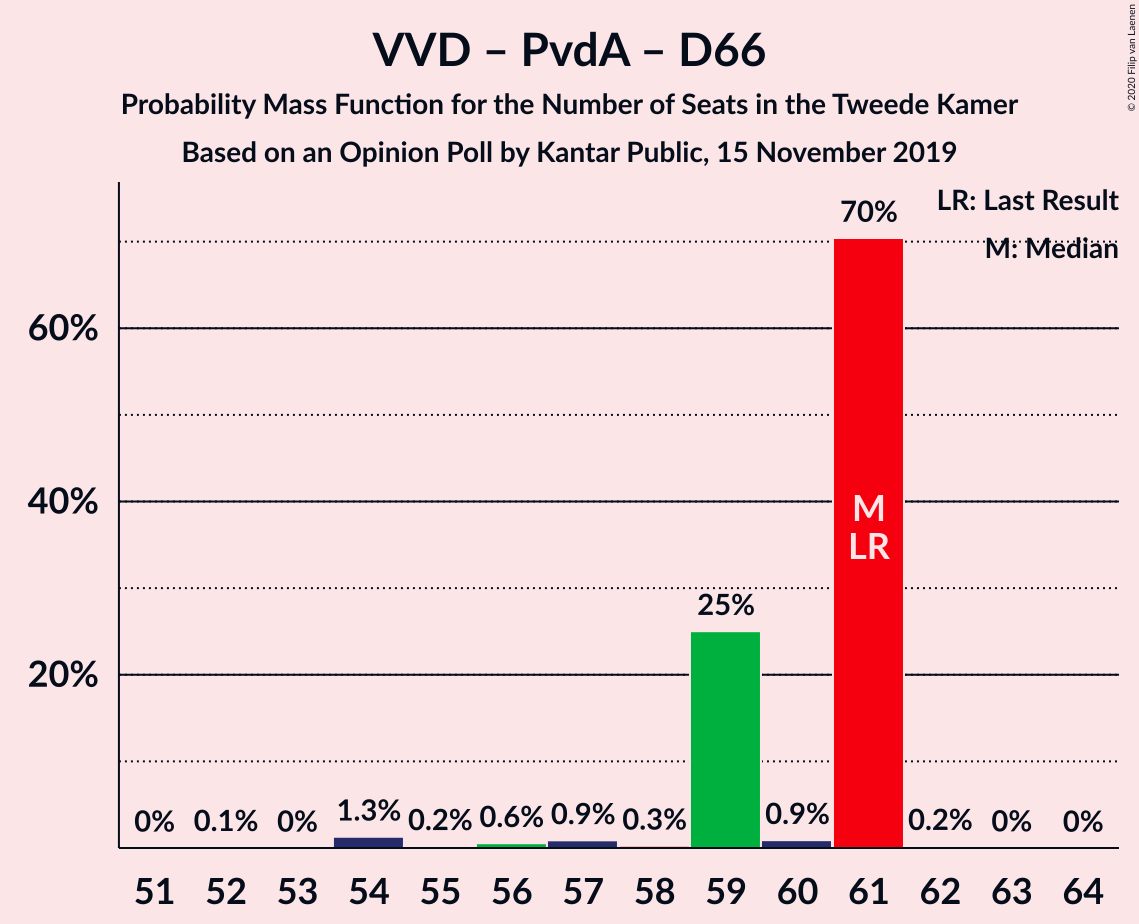 VVD – PvdA – D66
Probability Mass Function for the Number of Seats in the Tweede Kamer
Based on an Opinion Poll by Kantar Public, 15 November 2019
© 2020 Filip van Laenen
LR: Last Result
M: Median
60%
40%
20%
0%
0.1%
0%
1.3%
0.2%
0.6%
0.9%
0.3%
25%
0.9%
70%
0.2%
0%
0%
M
LR
51 52 53 54 55 56 57 58 59 60 61 62 63 64